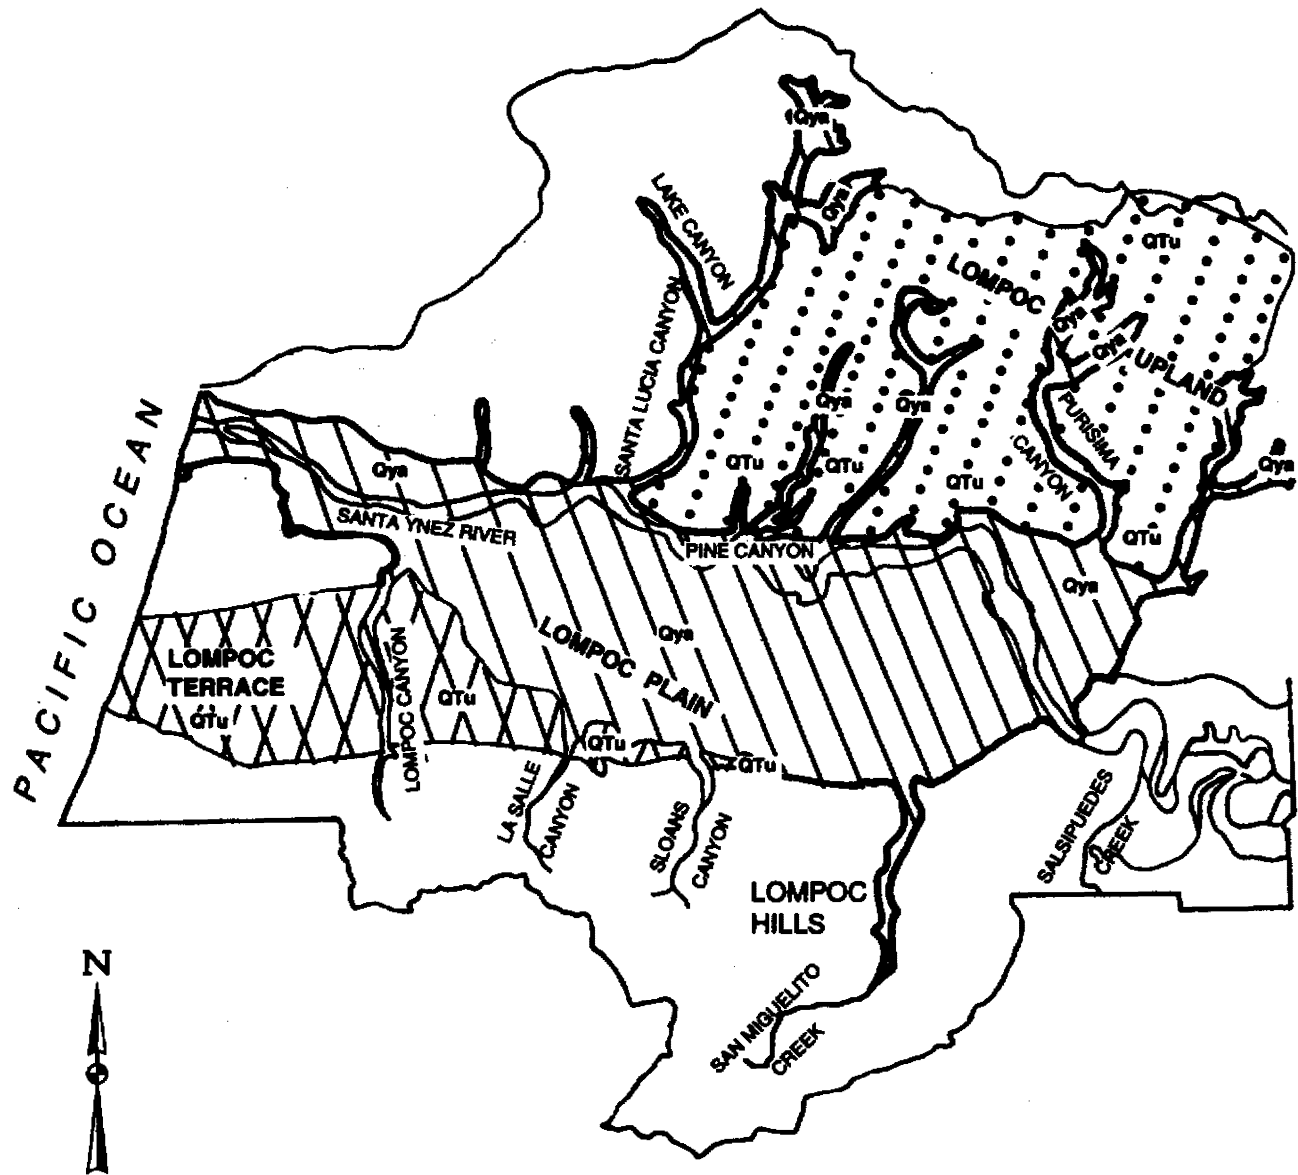 Qya
Qya
LAKE CANYON
QTu
LOMPOC
SANTA LUCIA CANYON
Qya
Qya
UPLAND
Qya
Qya
PURISIMA
CANYON
PACIFIC OCEAN
Qya
QTu
QTu
QTu
Qya
SANTA YNEZ RIVER
PINE CANYON
QTu
Qya
LOMPOC PLAIN
Qya
LOMPOC
TERRACE
QTu
LOMPOC CANYON
QTu
QTu
QTu
LA SALLE
CANYON
SLOANS
CANYON
SALSIPUEDES
CREEK
LOMPOC
HILLS
SAN MIGUELITO
CREEK
N